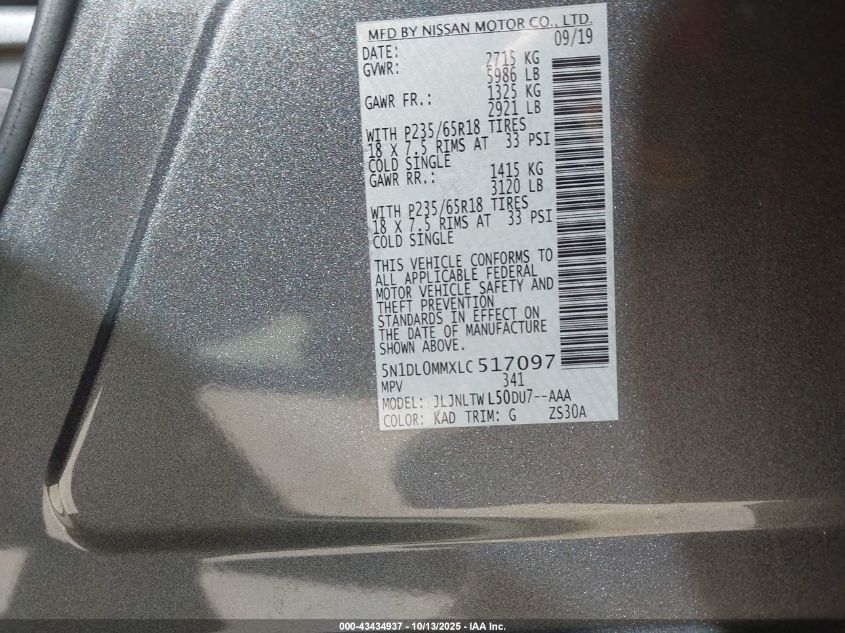 MFD BY NISSAN MOTOR CO., LTD.
DATE: 09/19
GVWR: 2715 KG
5986 LB
GAWR FR.: 1325 KG
2921 LB
WITH P235/65R18 TIRES
18 X 7.5 RIMS AT 33 PSI
COLD SINGLE
GAWR RR.: 1415 KG
3120 LB
WITH P235/65R18 TIRES
18 X 7.5 RIMS AT 33 PSI
COLD SINGLE
THIS VEHICLE CONFORMS TO
ALL APPLICABLE FEDERAL
MOTOR VEHICLE SAFETY AND
THEFT PREVENTION
STANDARDS IN EFFECT ON
THE DATE OF MANUFACTURE
SHOWN ABOVE.
5N1DL0MMXLC517097
MPV 341
MODEL: JLJNLTW L50DU7--AAA
COLOR: KAD TRIM: G ZS30A
000-43434937 - 10/13/2025 - IAA Inc.